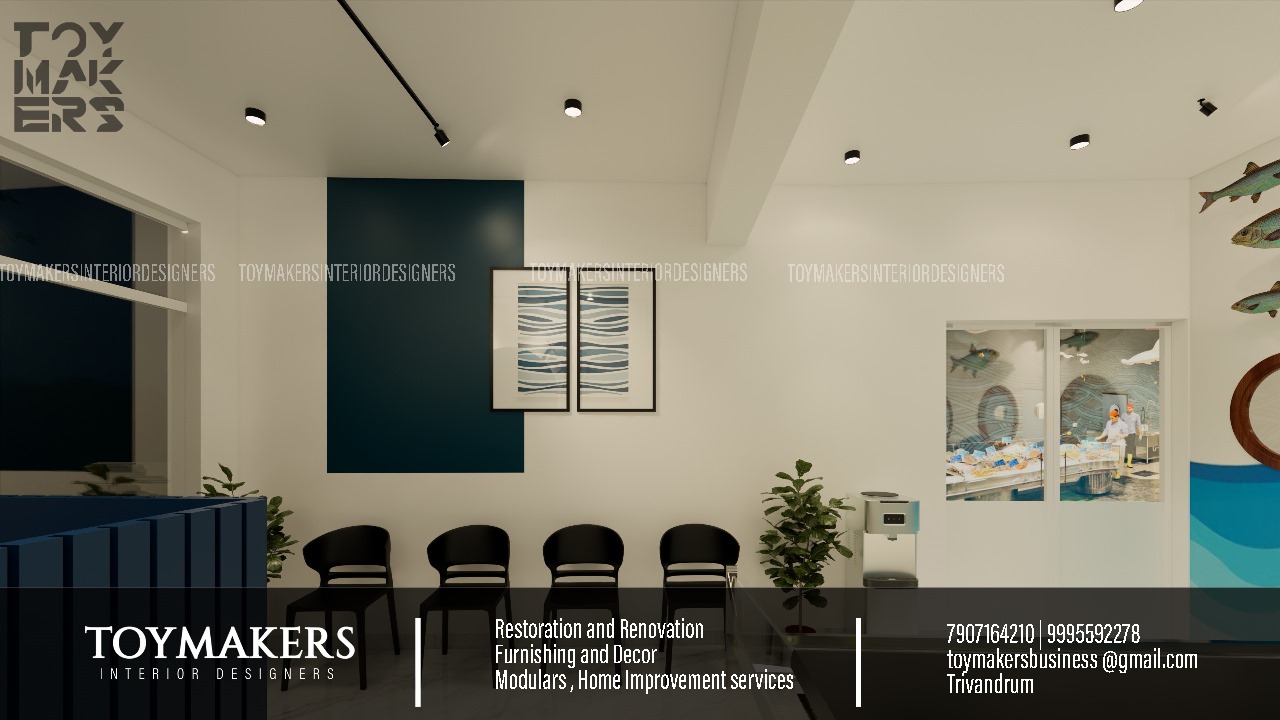 TOY
MAK
ERS
TOYMAKERSINTERIORDESIGNERS TOYMAKERSINTERIORDESIGNERS TOYMAKERSINTERIORDESIGNERS TOYMAKERSINTERIORDESIGNERS
TOYMAKERS
INTERIOR DESIGNERS
Restoration and Renovation
Furnishing and Decor
Modulars , Home Improvement services
7907164210 | 9995592278
toymakersbusiness @gmail.com
Trivandrum